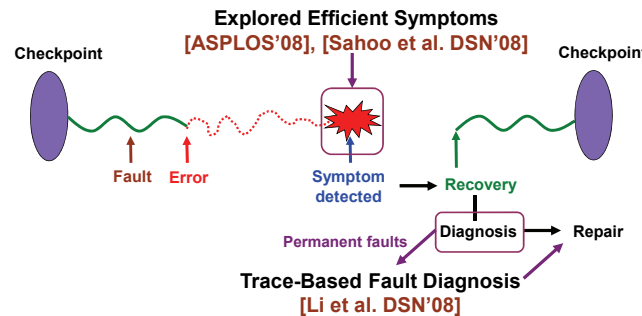 Explored Efficient Symptoms
[ASPLOS'08], [Sahoo et al. DSN'08]
Checkpoint
Checkpoint
Fault
Error
Symptom
detected
Recovery
Diagnosis
Repair
Permanent faults
Trace-Based Fault Diagnosis
[Li et al. DSN'08]